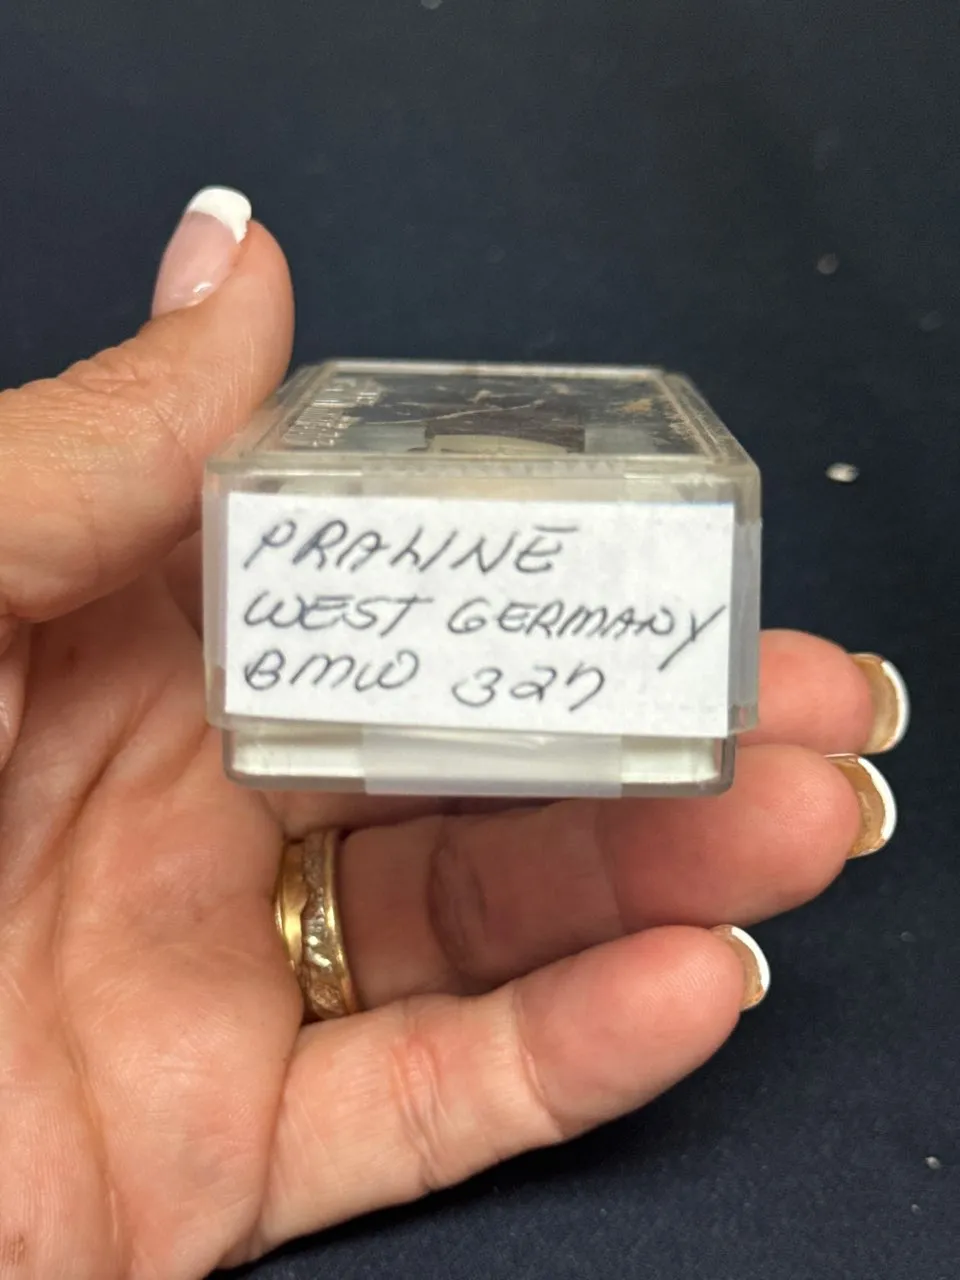 PRALINE
WEST GERMANY
BMW 327